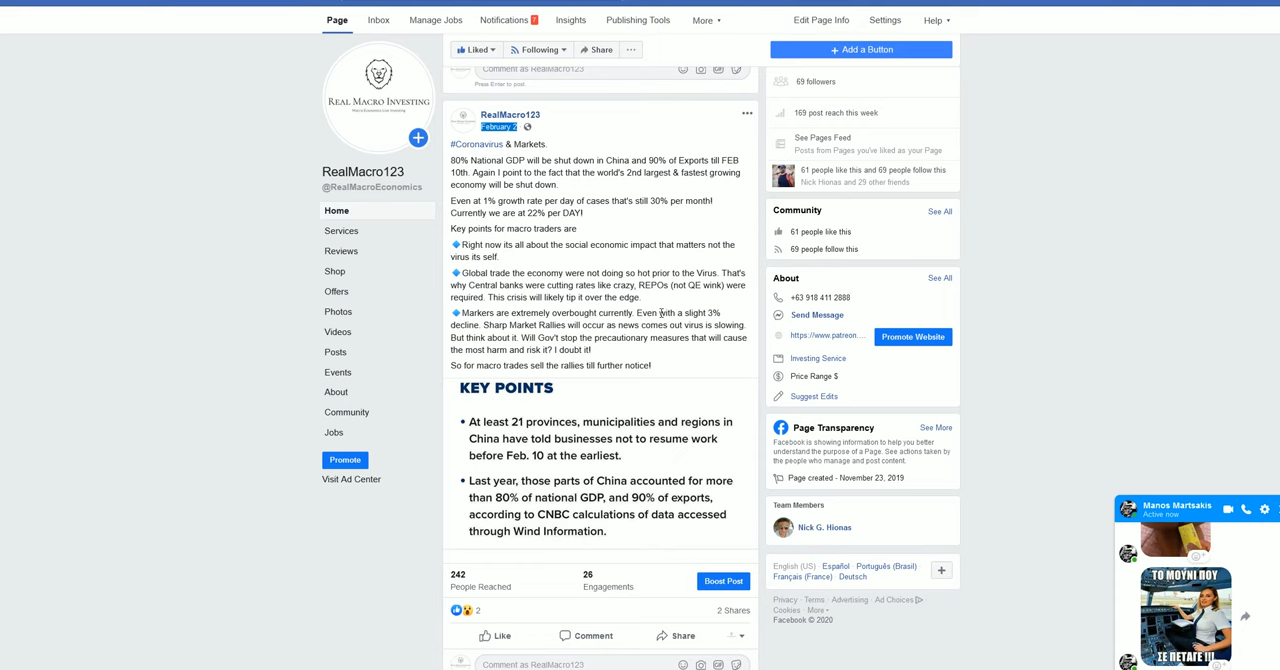 Page
Inbox
Manage Jobs
Notifications 7
Insights
Publishing Tools
More
Edit Page Info
Settings
Help
Liked
Following
Share
Add a Button
REAL MACRO INVESTING
RealMacro123
@RealMacroEconomics
Home
Services
Reviews
Shop
Offers
Photos
Videos
Posts
Events
About
Community
Jobs
Promote
Visit Ad Center
Comment as RealMacro123
Press Enter to post.
RealMacro123
February 2
#Coronavirus & Markets.
80% National GDP will be shut down in China and 90% of Exports till FEB
10th. Again I point to the fact that the world's 2nd largest & fastest growing
economy will be shut down.
Even at 1% growth rate per day of cases that's still 30% per month!
Currently we are at 22% per DAY!
Key points for macro traders are
Right now its all about the social economic impact that matters not the
virus its self.
Global trade the economy were not doing so hot prior to the Virus. That's
why Central banks were cutting rates like crazy, REPOs (not QE wink) were
required. This crisis will likely tip it over the edge.
Markers are extremely overbought currently. Even with a slight 3%
decline. Sharp Market Rallies will occur as news comes out virus is slowing.
But think about it. Will Gov't stop the precautionary measures that will cause
the most harm and risk it? I doubt it!
So for macro trades sell the rallies till further notice!
KEY POINTS
• At least 21 provinces, municipalities and regions in
China have told businesses not to resume work
before Feb. 10 at the earliest.
• Last year, those parts of China accounted for more
than 80% of national GDP, and 90% of exports,
according to CNBC calculations of data accessed
through Wind Information.
242
People Reached
26
Engagements
Boost Post
2
2 Shares
Like
Comment
Share
Comment as RealMacro123
69 followers
169 post reach this week
See Pages Feed
Posts from Pages you've liked as your Page
61 people like this and 69 people follow this
Nick Hionas and 29 other friends
Community
See All
61 people like this
69 people follow this
About
See All
+63 918 411 2888
Send Message
https://www.patreon....
Promote Website
Investing Service
Price Range $
Suggest Edits
Page Transparency
See More
Facebook is showing information to help you better
understand the purpose of a Page. See actions taken by
the people who manage and post content.
Page created - November 23, 2019
Team Members
Nick G. Hionas
English (US) · Español · Português (Brasil) ·
Français (France) · Deutsch
Privacy · Terms · Advertising · Ad Choices ·
Cookies · More
Facebook © 2020
Manos Martsakis
Active now
ΤΟ ΜΟΥΝΙ ΠΟΥ
ΣΕ ΠΕΤΑΓΕ !!!